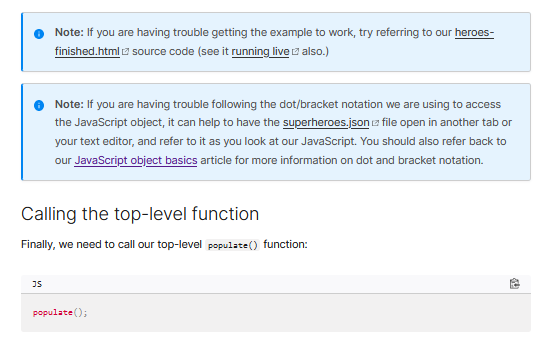 Note: If you are having trouble getting the example to work, try referring to our heroes-
finished.html source code (see it running live also.)
Note: If you are having trouble following the dot/bracket notation we are using to access
the JavaScript object, it can help to have the superheroes.json file open in another tab or
your text editor, and refer to it as you look at our JavaScript. You should also refer back to
our JavaScript object basics article for more information on dot and bracket notation.
Calling the top-level function
Finally, we need to call our top-level populate() function:
JS
populate();